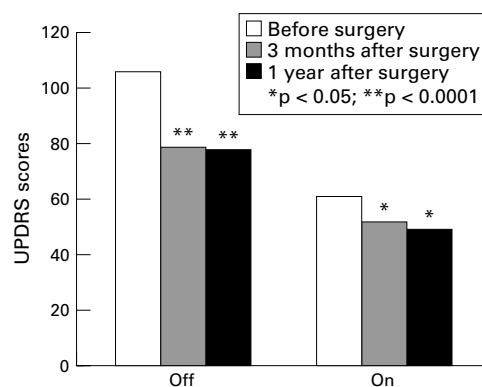 Before surgery
3 months after surgery
1 year after surgery
*p < 0.05; **p < 0.0001
UPDRS scores
120
100
80
60
40
20
0
** **
* *
Off On